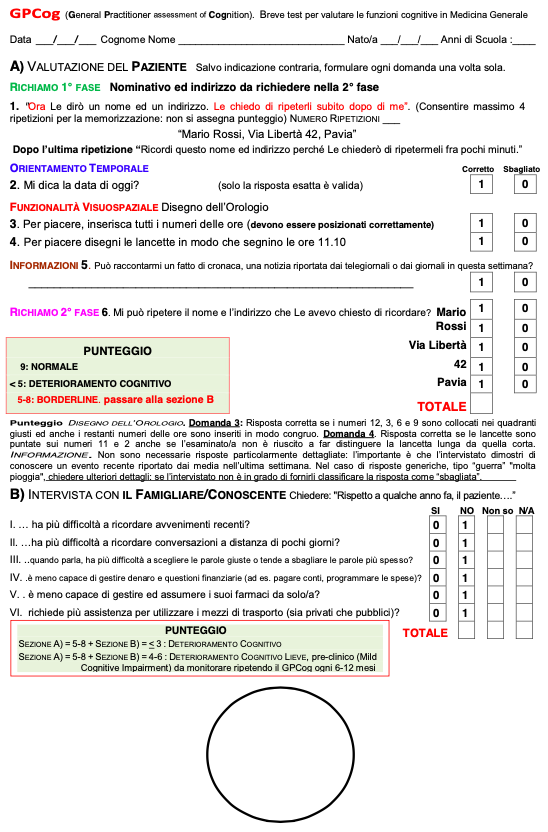 GPCog (General Practitioner assessment of Cognition). Breve test per valutare le funzioni cognitive in Medicina Generale
Data ___/___/___ Cognome Nome ______________________________ Nato/a ___/___/___ Anni di Scuola :____
A) VALUTAZIONE DEL PAZIENTE Salvo indicazione contraria, formulare ogni domanda una volta sola.
RICHIAMO 1° FASE Nominativo ed indirizzo da richiedere nella 2° fase
1. "Ora Le dirò un nome ed un indirizzo. Le chiedo di ripeterli subito dopo di me". (Consentire massimo 4
ripetizioni per la memorizzazione: non si assegna punteggio) NUMERO RIPETIZIONI ___
"Mario Rossi, Via Libertà 42, Pavia"
Dopo l'ultima ripetizione "Ricordi questo nome ed indirizzo perché Le chiederò di ripetermeli fra pochi minuti."
ORIENTAMENTO TEMPORALE Corretto Sbagliato
2. Mi dica la data di oggi? (solo la risposta esatta è valida) 1 0
FUNZIONALITÀ VISUOSPAZIALE Disegno dell'Orologio
3. Per piacere, inserisca tutti i numeri delle ore (devono essere posizionati correttamente) 1 0
4. Per piacere disegni le lancette in modo che segnino le ore 11.10 1 0
INFORMAZIONI 5. Può raccontarmi un fatto di cronaca, una notizia riportata dai telegiornali o dai giornali in questa settimana?
______________________________ 1 0
RICHIAMO 2° FASE 6. Mi può ripetere il nome e l'indirizzo che Le avevo chiesto di ricordare? Mario 1 0
Rossi 1 0
Via Libertà 1 0
42 1 0
Pavia 1 0
TOTALE
PUNTEGGIO
9: NORMALE
< 5: DETERIORAMENTO COGNITIVO
5-8: BORDERLINE. passare alla sezione B
Punteggio DISEGNO DELL'OROLOGIO. Domanda 3: Risposta corretta se i numeri 12, 3, 6 e 9 sono collocati nei quadranti
giusti ed anche i restanti numeri delle ore sono inseriti in modo congruo. Domanda 4. Risposta corretta se le lancette sono
puntate sui numeri 11 e 2 anche se l'esaminato/a non è riuscito a far distinguere la lancetta lunga da quella corta.
INFORMAZIONE. Non sono necessarie risposte particolarmente dettagliate: l'importante è che l'intervistato dimostri di
conoscere un evento recente riportato dai media nell'ultima settimana. Nel caso di risposte generiche, tipo "guerra" "molta
pioggia", chiedere ulteriori dettagli: se l'intervistato non è in grado di fornirli classificare la risposta come "sbagliata".
B) INTERVISTA CON IL FAMIGLIARE/CONOSCENTE Chiedere: "Rispetto a qualche anno fa, il paziente…."
SI NO Non so N/A
I. … ha più difficoltà a ricordare avvenimenti recenti? 0 1
II. …ha più difficoltà a ricordare conversazioni a distanza di pochi giorni? 0 1
III. ..quando parla, ha più difficoltà a scegliere le parole giuste o tende a sbagliare le parole più spesso? 0 1
IV. .è meno capace di gestire denaro e questioni finanziarie (ad es. pagare conti, programmare le spese)? 0 1
V. . è meno capace di gestire ed assumere i suoi farmaci da solo/a? 0 1
VI. richiede più assistenza per utilizzare i mezzi di trasporto (sia privati che pubblici)? 0 1
TOTALE
PUNTEGGIO
SEZIONE A) = 5-8 + SEZIONE B) = ≤ 3 : DETERIORAMENTO COGNITIVO
SEZIONE A) = 5-8 + SEZIONE B) = 4-6 : DETERIORAMENTO COGNITIVO LIEVE, pre-clinico (Mild
Cognitive Impairment) da monitorare ripetendo il GPCog ogni 6-12 mesi